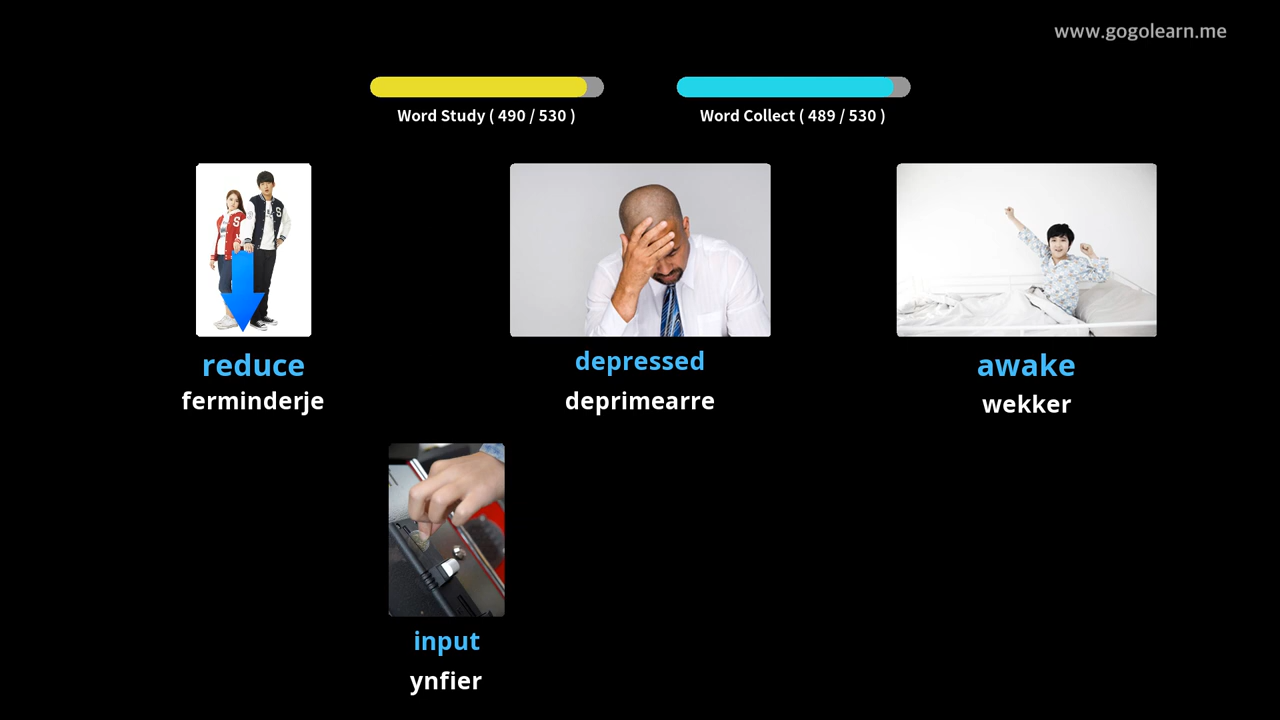 www.gogolearn.me
Word Study ( 490 / 530 )
Word Collect ( 489 / 530 )
reduce
ferminderje
depressed
deprimearre
awake
wekker
input
ynfier